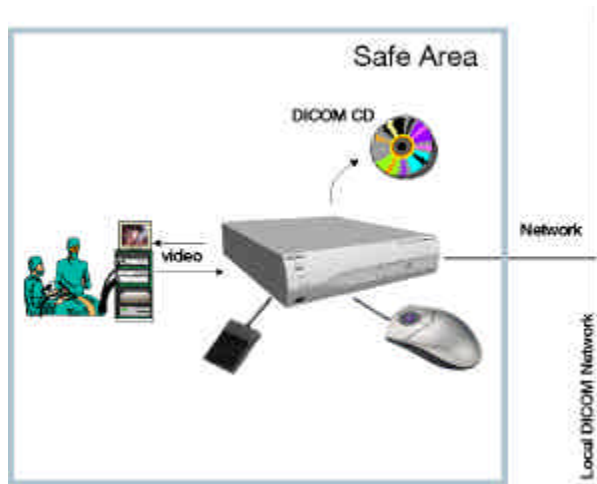 Safe Area
DICOM CD
video
Network
Local DICOM Network